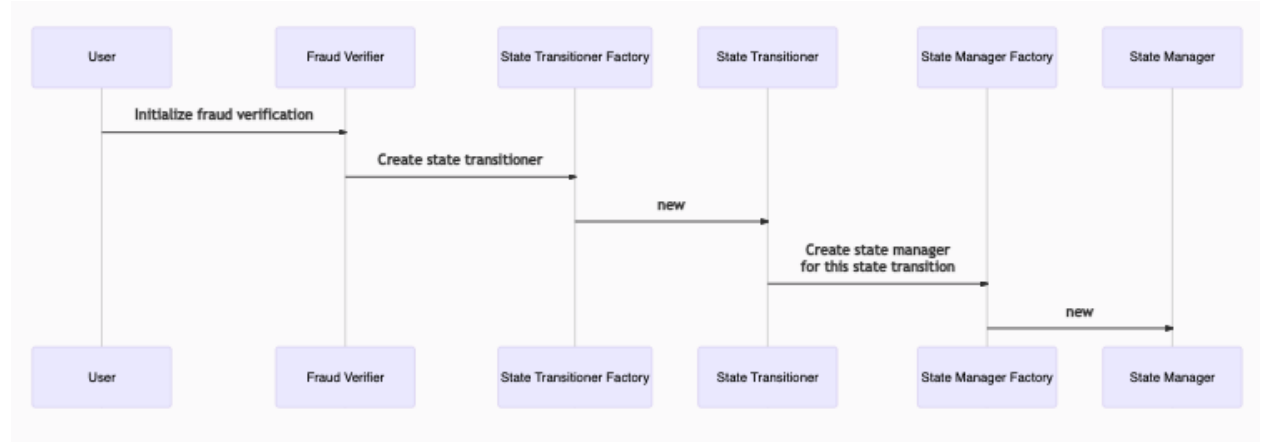 User
Fraud Verifier
State Transitioner Factory
State Transitioner
State Manager Factory
State Manager
Initialize fraud verification
Create state transitioner
new
Create state manager
for this state transition
new
User
Fraud Verifier
State Transitioner Factory
State Transitioner
State Manager Factory
State Manager